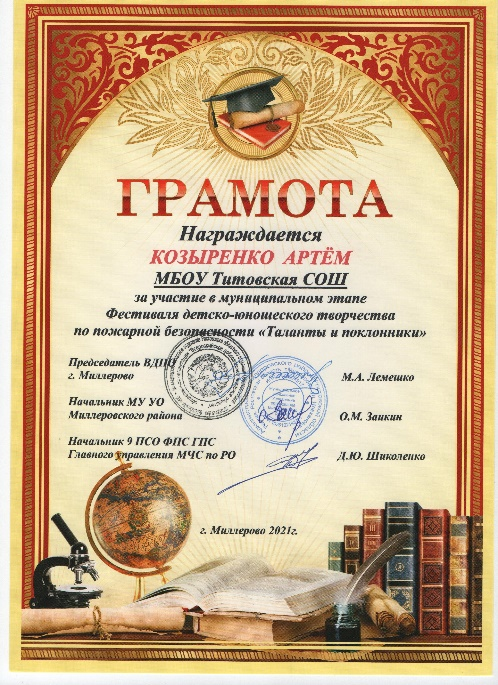 ГРАМОТА
Награждается
КОЗЫРЕНКО АРТЁМ
МБОУ Титовская СОШ
за участие в муниципальном этапе
Фестиваля детско-юношеского творчества
по пожарной безопасности «Таланты и поклонники»
Председатель ВДПО
г. Миллерово М.А. Лемешко
Начальник МУ УО
Миллеровского района О.М. Заикин
Начальник 9 ПСО ФПС ГПС
Главного управления МЧС по РО Д.Ю. Шиколенко
г. Миллерово 2021г.